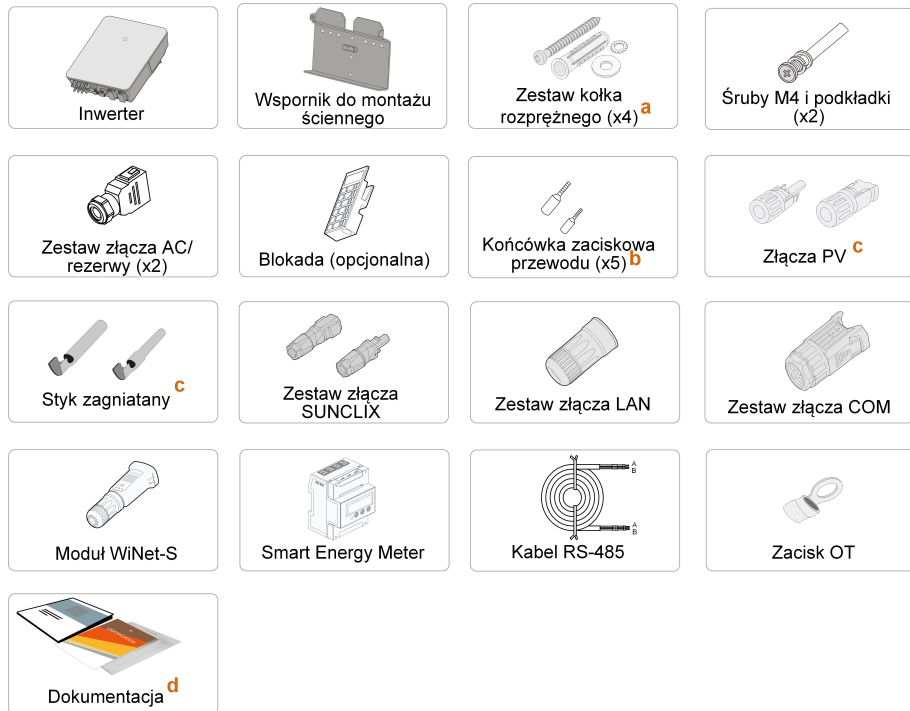 Inwerter
Wspornik do montażu
ściennego
Zestaw kołka
rozprężnego (x4) a
Śruby M4 i podkładki
(x2)
Zestaw złącza AC/
rezerwy (x2)
Blokada (opcjonalna)
Końcówka zaciskowa
przewodu (x5) b
Złącza PV c
Styk zagniatany c
Zestaw złącza
SUNCLIX
Zestaw złącza LAN
Zestaw złącza COM
Moduł WiNet-S
Smart Energy Meter
A
B
A
B
Kabel RS-485
Zacisk OT
Dokumentacja d